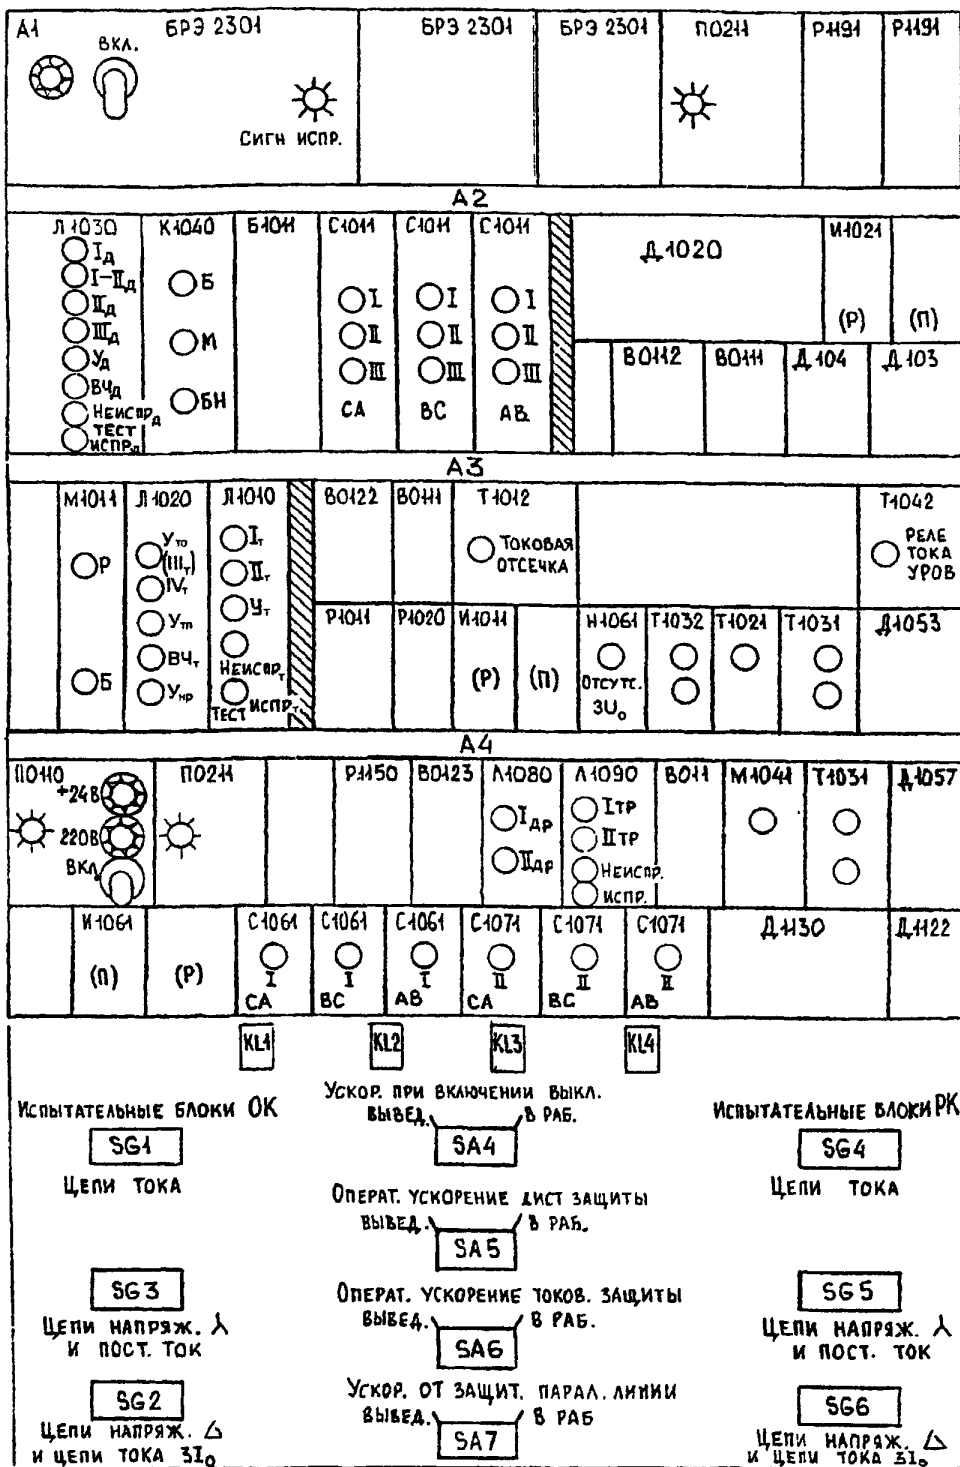 А1 БРЭ 2301 БРЭ 2301 БРЭ 2301 П0211 Р1191 Р1191
ВКЛ.
СИГН ИСПР.
А2
Л1030 К1040 Б1011 С1011 С1011 С1011 Д1020 И1021
Iд
I-IIд Б
IIд I I I
IIIд М II II II (Р) (П)
Уд III III III В0112 В0111 Д104 Д103
ВЧд БН
НЕИСПРд СА ВС АВ
ТЕСТ
ИСПРд
А3
М1011 Л1020 Л1010 В0122 В0111 Т1012 Т1042
Уто Iт ТОКОВАЯ РЕЛЕ
Р (IIIт) ОТСЕЧКА ТОКА
IVт IIт УРОВ
Утп Ут Р1011 Р1020 И1011 Н1061 Т1032 Т1021 Т1031 Д1053
ВЧт НЕИСПРт (Р) (П) ОТСУТС.
Б Унр ТЕСТ ИСПРт 3U₀
А4
П0110 П0211 Р1150 В0123 Л1080 Л1090 В011 М1041 Т1031 Д1057
+24В Iдр Iтр
220В IIтр
ВКЛ. IIдр НЕИСПР.
ИСПР.
И1061 С1061 С1061 С1061 С1071 С1071 С1071 Д1130 Д1122
(П) (Р) I I I II II II
СА ВС АВ СА ВС АВ
KL1 KL2 KL3 KL4
УСКОР. ПРИ ВКЛЮЧЕНИИ ВЫКЛ.
ИСПЫТАТЕЛЬНЫЕ БЛОКИ ОК ВЫВЕД. В РАБ. ИСПЫТАТЕЛЬНЫЕ БЛОКИ РК
SG1 SA4 SG4
ЦЕПИ ТОКА ЦЕПИ ТОКА
ОПЕРАТ. УСКОРЕНИЕ ДИСТ ЗАЩИТЫ
ВЫВЕД. В РАБ.
SA5
SG3 ОПЕРАТ. УСКОРЕНИЕ ТОКОВ. ЗАЩИТЫ SG5
ЦЕПИ НАПРЯЖ. ⅄ ВЫВЕД. В РАБ. ЦЕПИ НАПРЯЖ. ⅄
И ПОСТ. ТОК SA6 И ПОСТ. ТОК
SG2 УСКОР. ОТ ЗАЩИТ. ПАРАЛ. ЛИНИИ SG6
ЦЕПИ НАПРЯЖ. △ ВЫВЕД. В РАБ ЦЕПИ НАПРЯЖ. △
И ЦЕПИ ТОКА 3I₀ SA7 И ЦЕПИ ТОКА 3I₀